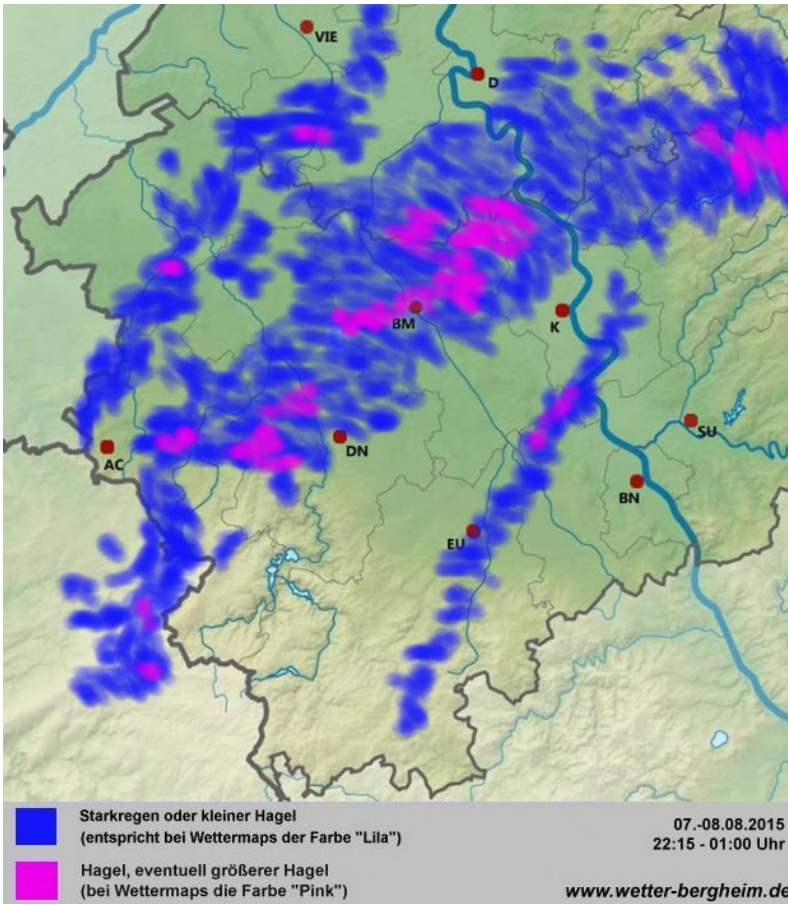 VIE
D
BM
K
AC
DN
SU
BN
EU
Starkregen oder kleiner Hagel
(entspricht bei Wettermaps der Farbe "Lila")
07.-08.08.2015
22:15 - 01:00 Uhr
Hagel, eventuell größerer Hagel
(bei Wettermaps die Farbe "Pink")
www.wetter-bergheim.de